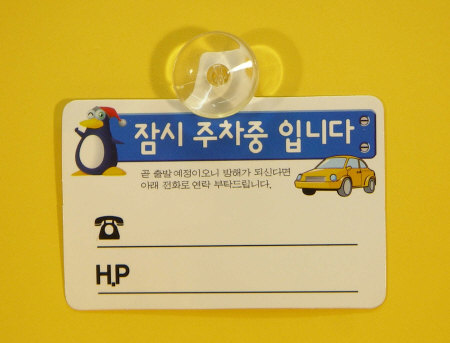 잠시 주차중 입니다
곧 출발 예정이오니 방해가 되신다면
아래 전화로 연락 부탁드립니다.
H.P